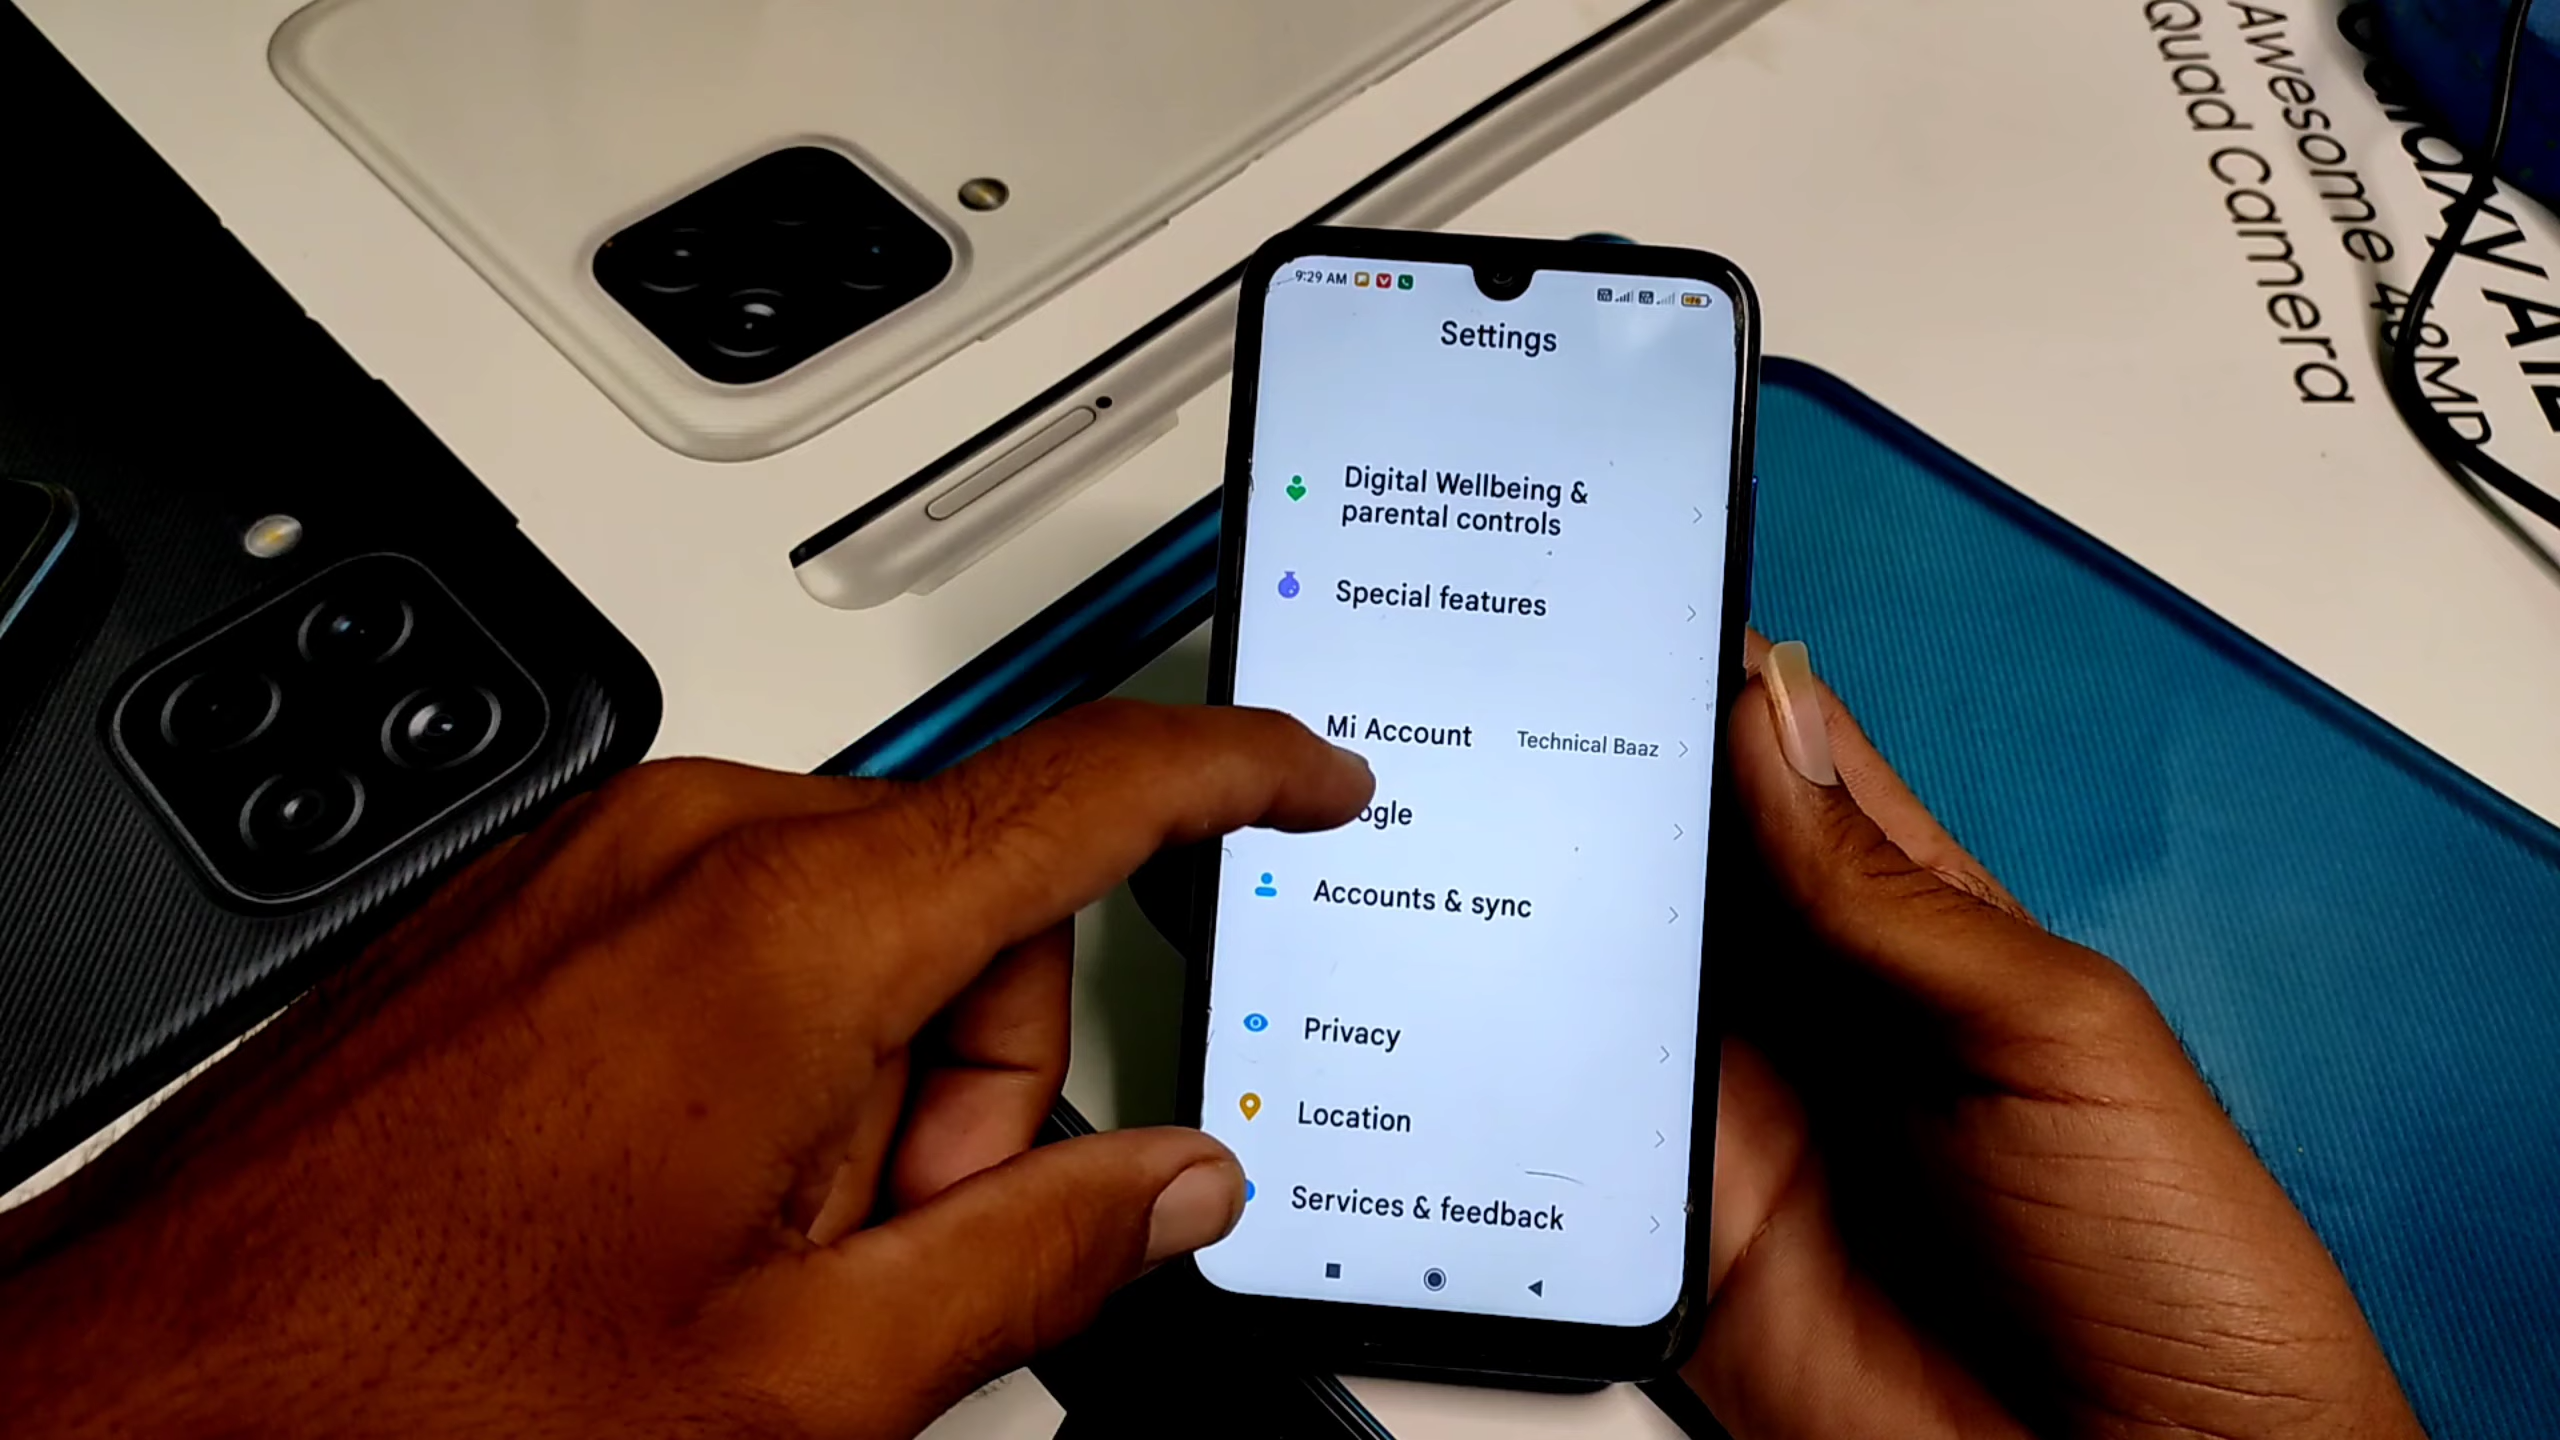 9:29 AM
Settings
Digital Wellbeing &
parental controls
Special features
Mi Account Technical Baaz
ogle
Accounts & sync
Privacy
Location
Services & feedback
Awesome 48MP
Quad Camera